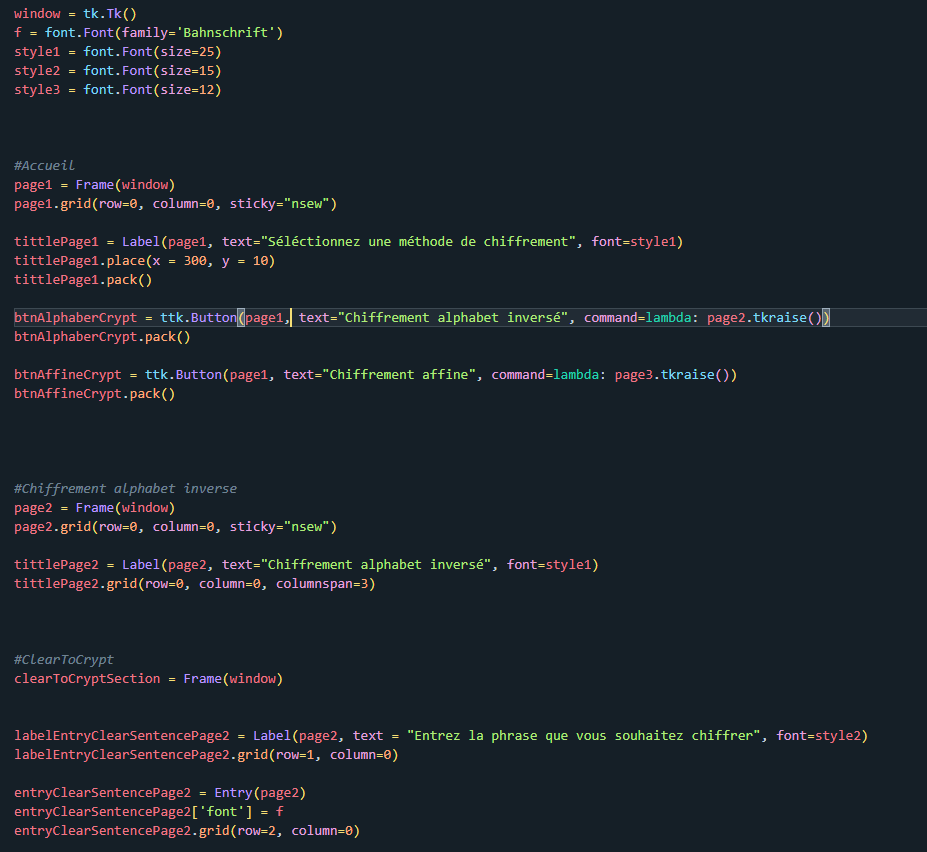 window = tk.Tk()
f = font.Font(family='Bahnschrift')
style1 = font.Font(size=25)
style2 = font.Font(size=15)
style3 = font.Font(size=12)
#Accueil
page1 = Frame(window)
page1.grid(row=0, column=0, sticky="nsew")
tittlePage1 = Label(page1, text="Séléctionnez une méthode de chiffrement", font=style1)
tittlePage1.place(x = 300, y = 10)
tittlePage1.pack()
btnAlphaberCrypt = ttk.Button(page1, text="Chiffrement alphabet inversé", command=lambda: page2.tkraise())
btnAlphaberCrypt.pack()
btnAffineCrypt = ttk.Button(page1, text="Chiffrement affine", command=lambda: page3.tkraise())
btnAffineCrypt.pack()
#Chiffrement alphabet inverse
page2 = Frame(window)
page2.grid(row=0, column=0, sticky="nsew")
tittlePage2 = Label(page2, text="Chiffrement alphabet inversé", font=style1)
tittlePage2.grid(row=0, column=0, columnspan=3)
#ClearToCrypt
clearToCryptSection = Frame(window)
labelEntryClearSentencePage2 = Label(page2, text = "Entrez la phrase que vous souhaitez chiffrer", font=style2)
labelEntryClearSentencePage2.grid(row=1, column=0)
entryClearSentencePage2 = Entry(page2)
entryClearSentencePage2['font'] = f
entryClearSentencePage2.grid(row=2, column=0)